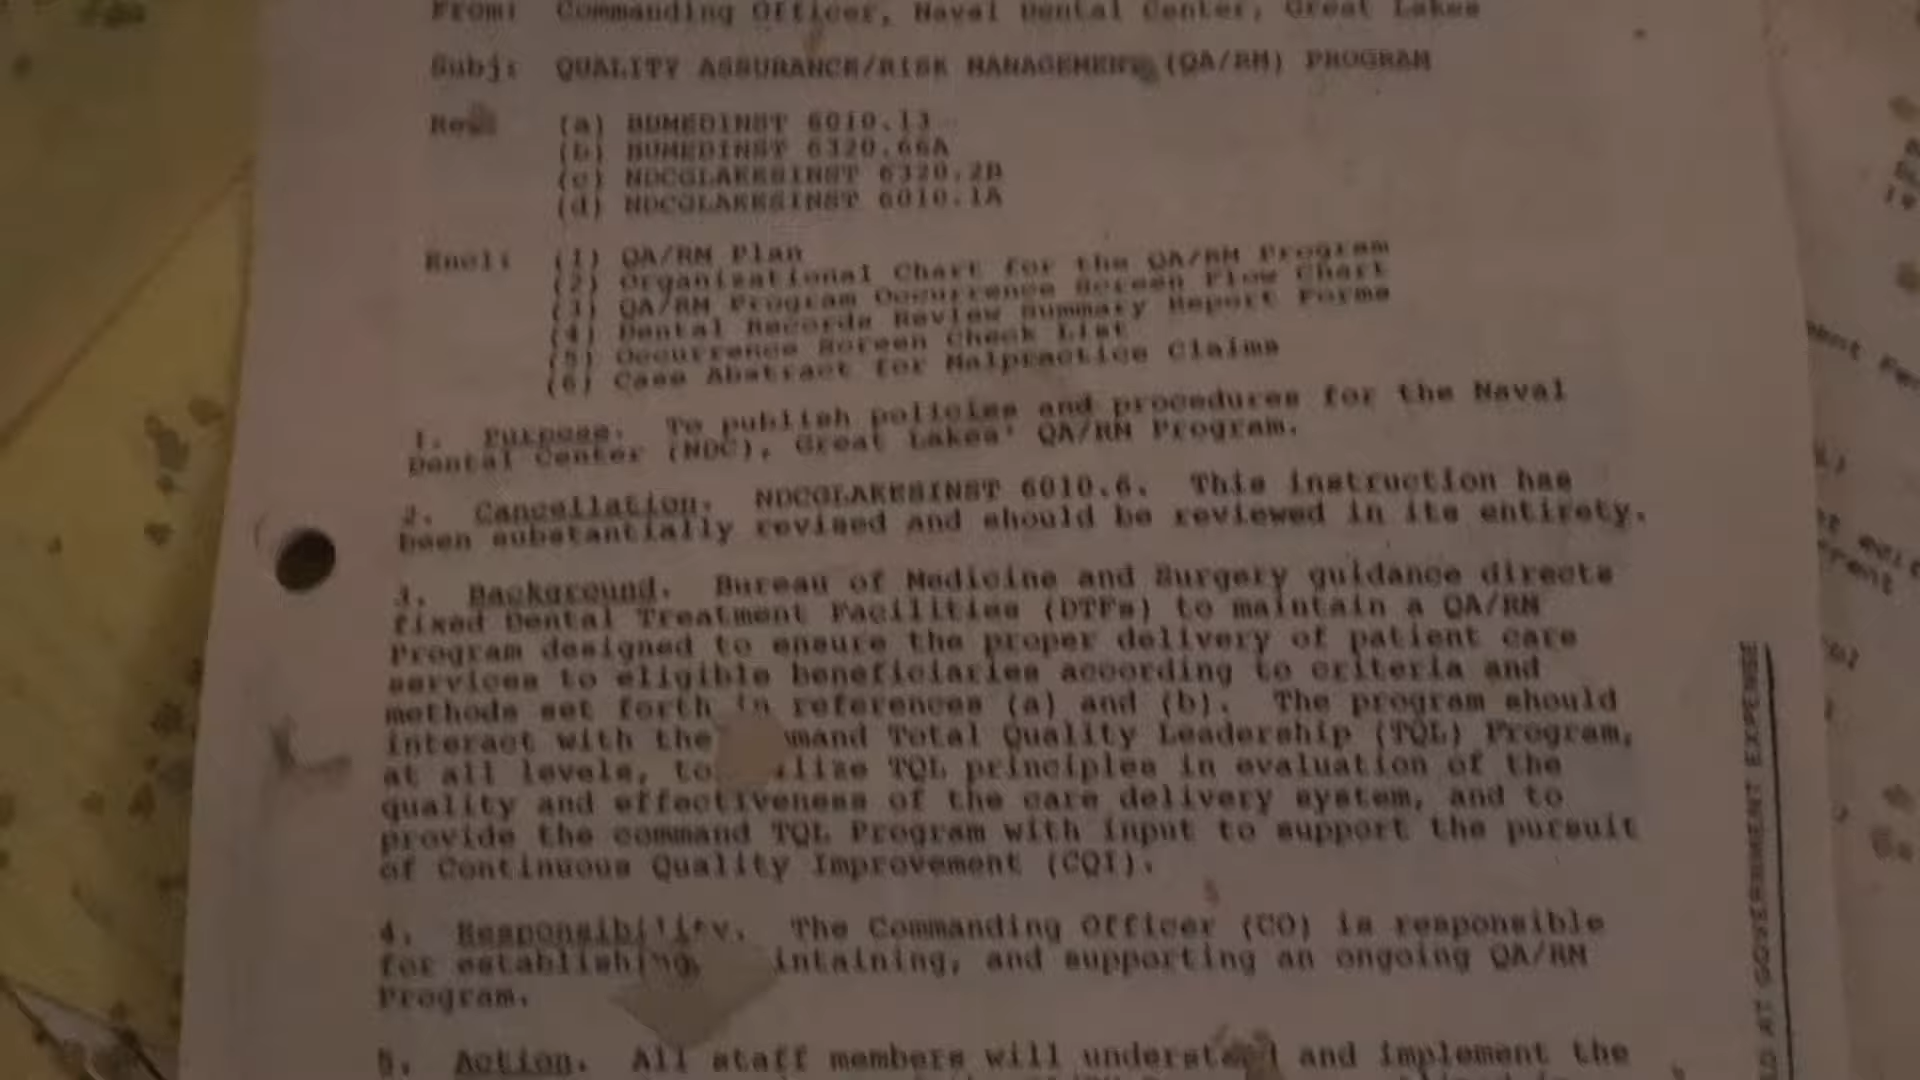 From: Commanding Officer, Naval Dental Center, Great Lakes
Subj: QUALITY ASSURANCE/RISK MANAGEMENT (QA/RM) PROGRAM
Ref: (a) BUMEDINST 6010.13
(b) BUMEDINST 6320.66A
(c) NDCGLAKESINST 6320.2B
(d) NDCGLAKESINST 6010.1A
Encl: (1) QA/RM Plan
(2) Organizational Chart for the QA/RM Program
(3) QA/RM Program Occurrence Screen Flow Chart
(4) Dental Records Review Summary Report Forms
(5) Occurrence Screen Check List
(6) Case Abstract for Malpractice Claims
1. Purpose. To publish policies and procedures for the Naval
Dental Center (NDC), Great Lakes' QA/RM Program.
2. Cancellation. NDCGLAKESINST 6010.6. This instruction has
been substantially revised and should be reviewed in its entirety.
3. Background. Bureau of Medicine and Surgery guidance directs
fixed Dental Treatment Facilities (DTFs) to maintain a QA/RM
Program designed to ensure the proper delivery of patient care
services to eligible beneficiaries according to criteria and
methods set forth in references (a) and (b). The program should
interact with the mmand Total Quality Leadership (TQL) Program,
at all levels, to ilize TQL principles in evaluation of the
quality and effectiveness of the care delivery system, and to
provide the command TQL Program with input to support the pursuit
of Continuous Quality Improvement (CQI).
4. Responsibility. The Commanding Officer (CO) is responsible
for establishing, intaining, and supporting an ongoing QA/RM
Program.
5. Action. All staff members will understand and implement the
AT GOVERNMENT EXPENSE